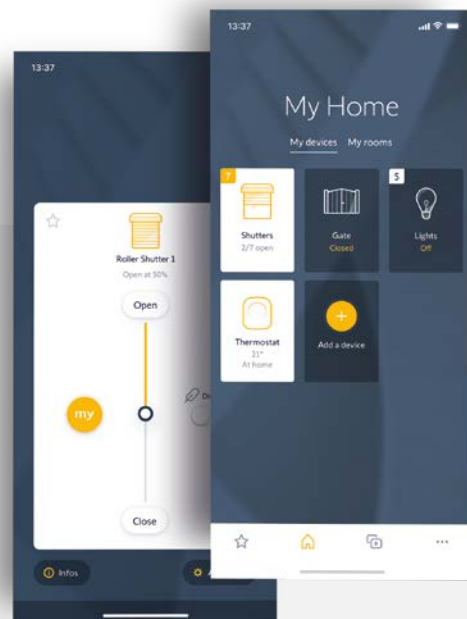 13:37
My Home
My devices My rooms
7
Shutters
2/7 open
Gate
Closed
5
Lights
Off
Thermostat
21°
At home
Add a device
13:37
Roller Shutter 1
Open at 50%
Open
my
Close
Infos